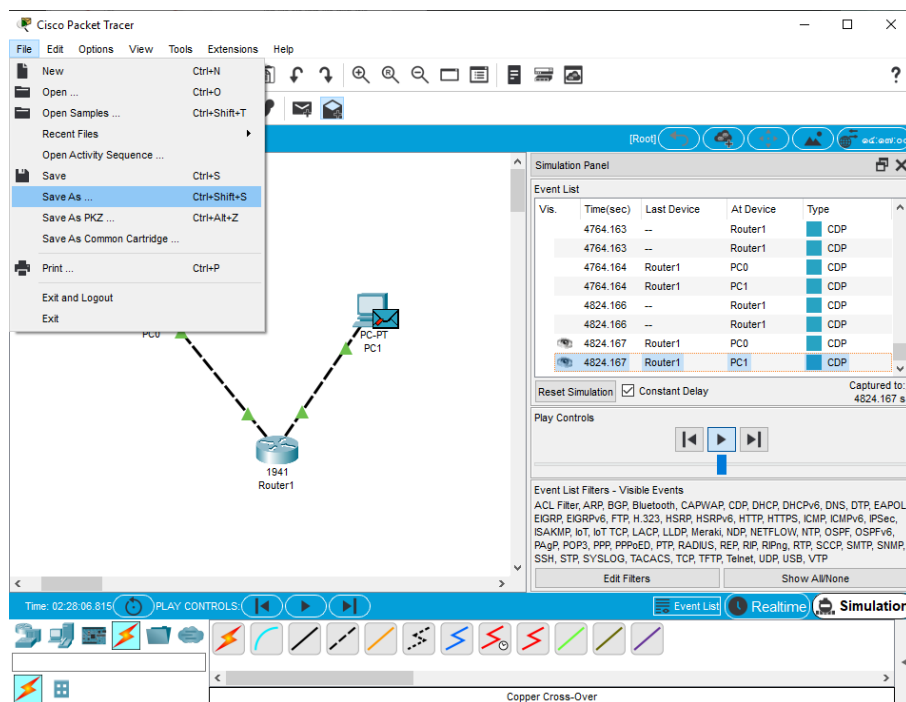 Cisco Packet Tracer
File Edit Options View Tools Extensions Help
New Ctrl+N
Open ... Ctrl+O
Open Samples ... Ctrl+Shift+T
Recent Files
Open Activity Sequence ...
Save Ctrl+S
Save As ... Ctrl+Shift+S
Save As PKZ ... Ctrl+Alt+Z
Save As Common Cartridge ...
Print ... Ctrl+P
Exit and Logout
Exit
?
[Root]
PC0
PC-PT
PC1
1941
Router1
Simulation Panel
Event List
Vis. Time(sec) Last Device At Device Type
4764.163 -- Router1 CDP
4764.163 -- Router1 CDP
4764.164 Router1 PC0 CDP
4764.164 Router1 PC1 CDP
4824.166 -- Router1 CDP
4824.166 -- Router1 CDP
4824.167 Router1 PC0 CDP
4824.167 Router1 PC1 CDP
Reset Simulation Constant Delay Captured to:
4824.167 s
Play Controls
Event List Filters - Visible Events
ACL Filter, ARP, BGP, Bluetooth, CAPWAP, CDP, DHCP, DHCPv6, DNS, DTP, EAPOL
EIGRP, EIGRPv6, FTP, H.323, HSRP, HSRPv6, HTTP, HTTPS, ICMP, ICMPv6, IPSec,
ISAKMP, IoT, IoT TCP, LACP, LLDP, Meraki, NDP, NETFLOW, NTP, OSPF, OSPFv6,
PAgP, POP3, PPP, PPPoED, PTP, RADIUS, REP, RIP, RIPng, RTP, SCCP, SMTP, SNMP,
SSH, STP, SYSLOG, TACACS, TCP, TFTP, Telnet, UDP, USB, VTP
Edit Filters Show All/None
Time: 02:28:06.815 PLAY CONTROLS: Event List Realtime Simulation
Copper Cross-Over